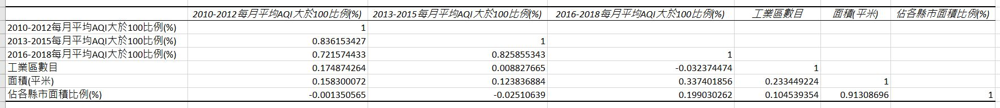 2010-2012每月平均AQI大於100比例(%) 2013-2015每月平均AQI大於100比例(%) 2016-2018每月平均AQI大於100比例(%) 工業區數目 面積(平米) 佔各縣市面積比例(%)
2010-2012每月平均AQI大於100比例(%) 1
2013-2015每月平均AQI大於100比例(%) 0.836153427 1
2016-2018每月平均AQI大於100比例(%) 0.721574433 0.825855343 1
工業區數目 0.174874264 0.008827665 -0.032374474 1
面積(平米) 0.158300072 0.123836884 0.337401856 0.233449224 1
佔各縣市面積比例(%) -0.001350565 -0.02510639 0.199030262 0.104539354 0.91308696 1